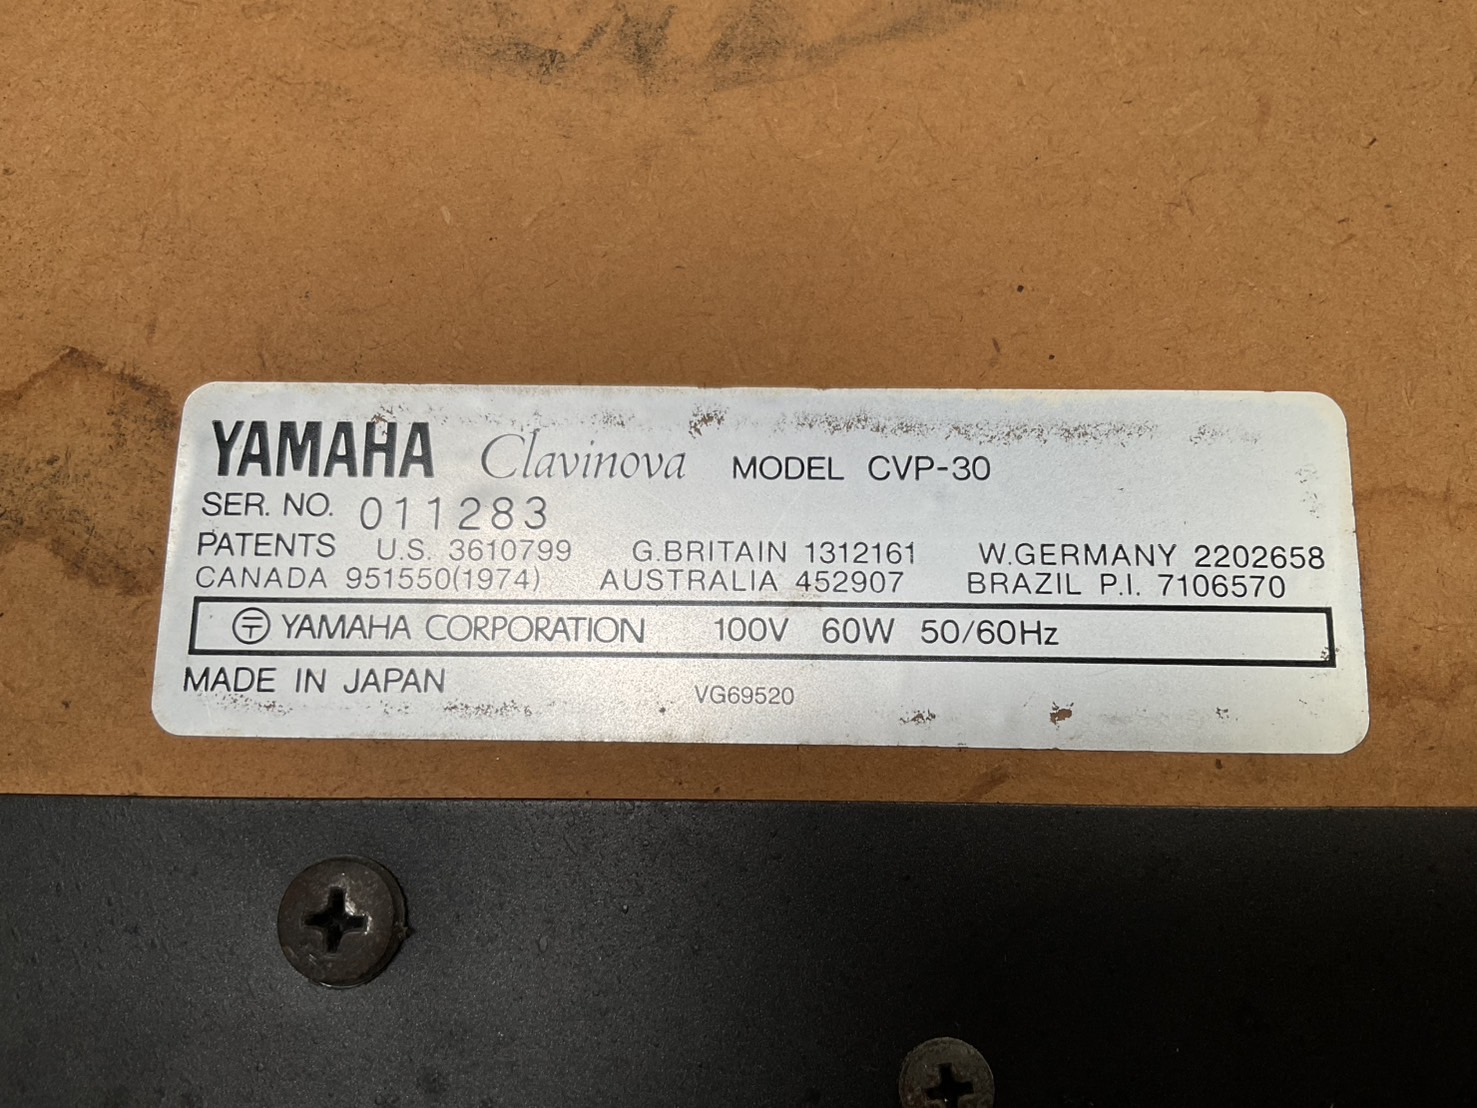 YAMAHA Clavinova MODEL CVP-30
SER. NO. 011283
PATENTS U.S. 3610799 G.BRITAIN 1312161 W.GERMANY 2202658
CANADA 951550(1974) AUSTRALIA 452907 BRAZIL P.I. 7106570
〒 YAMAHA CORPORATION 100V 60W 50/60Hz
MADE IN JAPAN VG69520